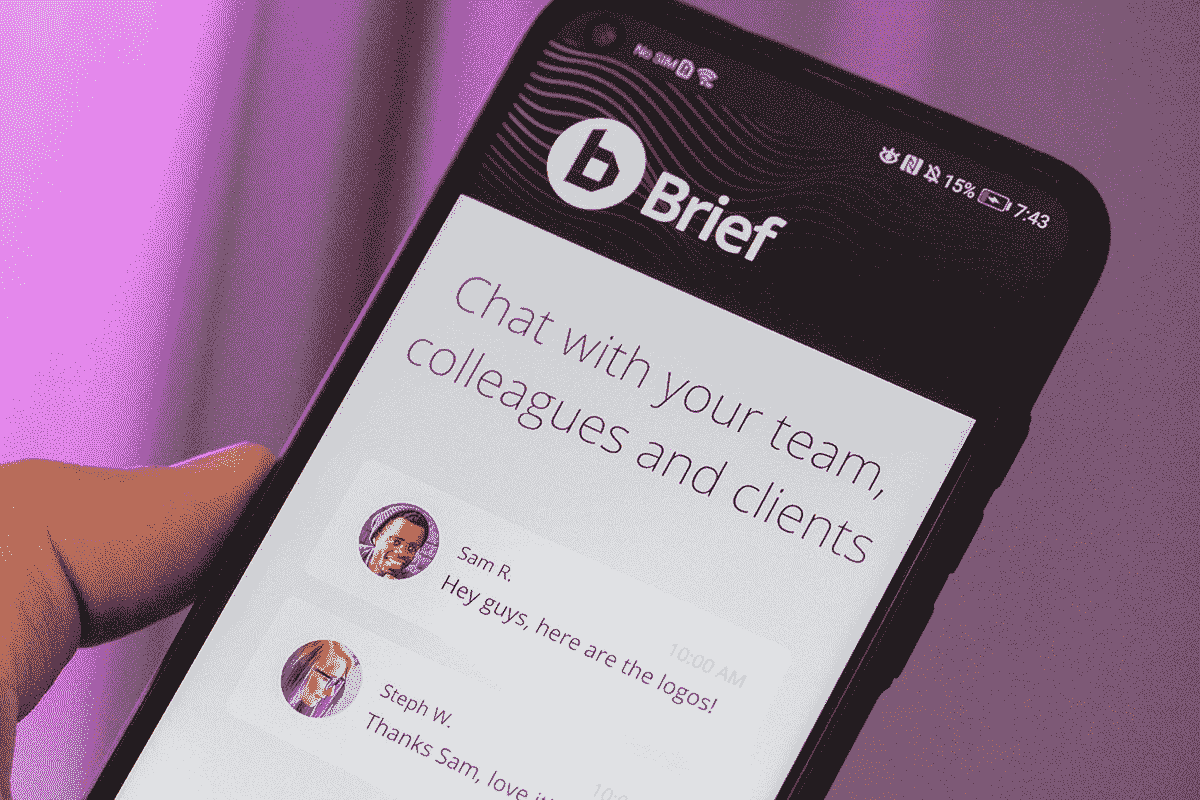 No SIM
15% 7:43
b Brief
Chat with your team,
colleagues and clients
Sam R.
Hey guys, here are the logos!
10:00 AM
Steph W.
Thanks Sam, love it!